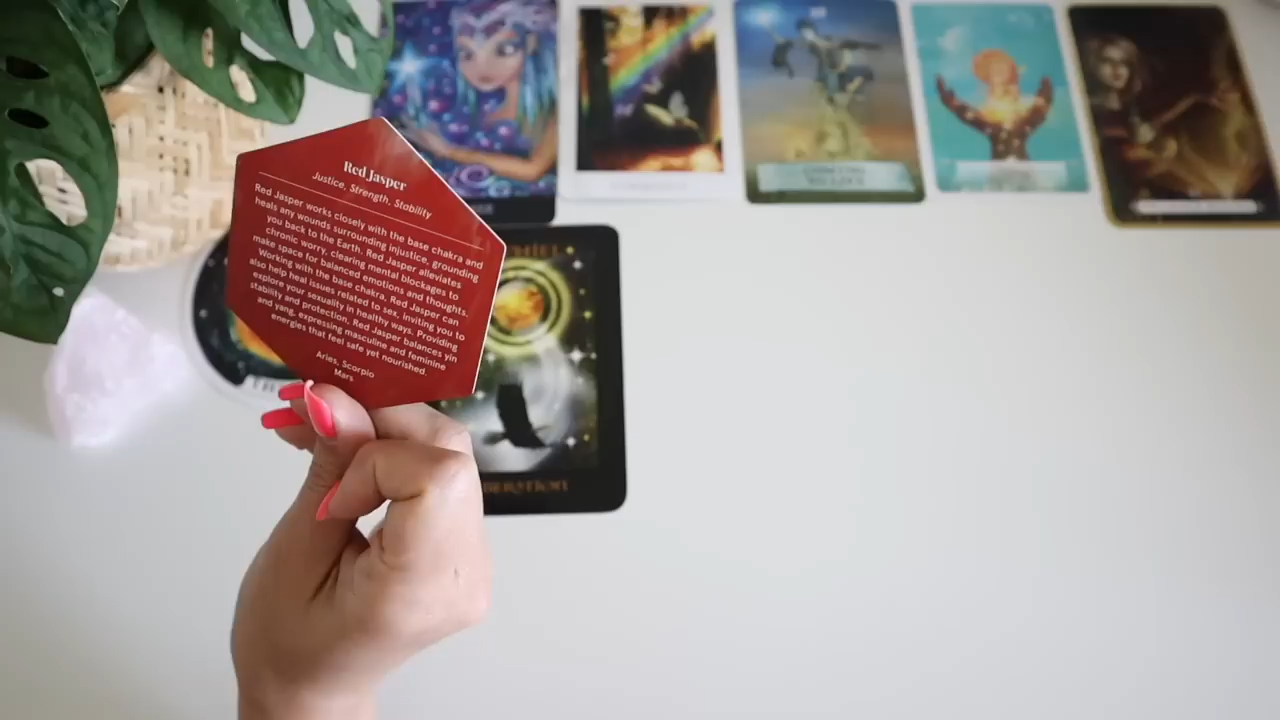 Red Jasper
Justice, Strength, Stability
Red Jasper works closely with the base chakra and
heals any wounds surrounding injustice, grounding
you back to the Earth. Red Jasper alleviates
chronic worry, clearing mental blockages to
make space for balanced emotions and thoughts.
Working with the base chakra, Red Jasper can
also help heal issues related to sex, inviting you to
explore your sexuality in healthy ways. Providing
stability and protection, Red Jasper balances yin
and yang, expressing masculine and feminine
energies that feel safe yet nourished.
Aries, Scorpio
Mars